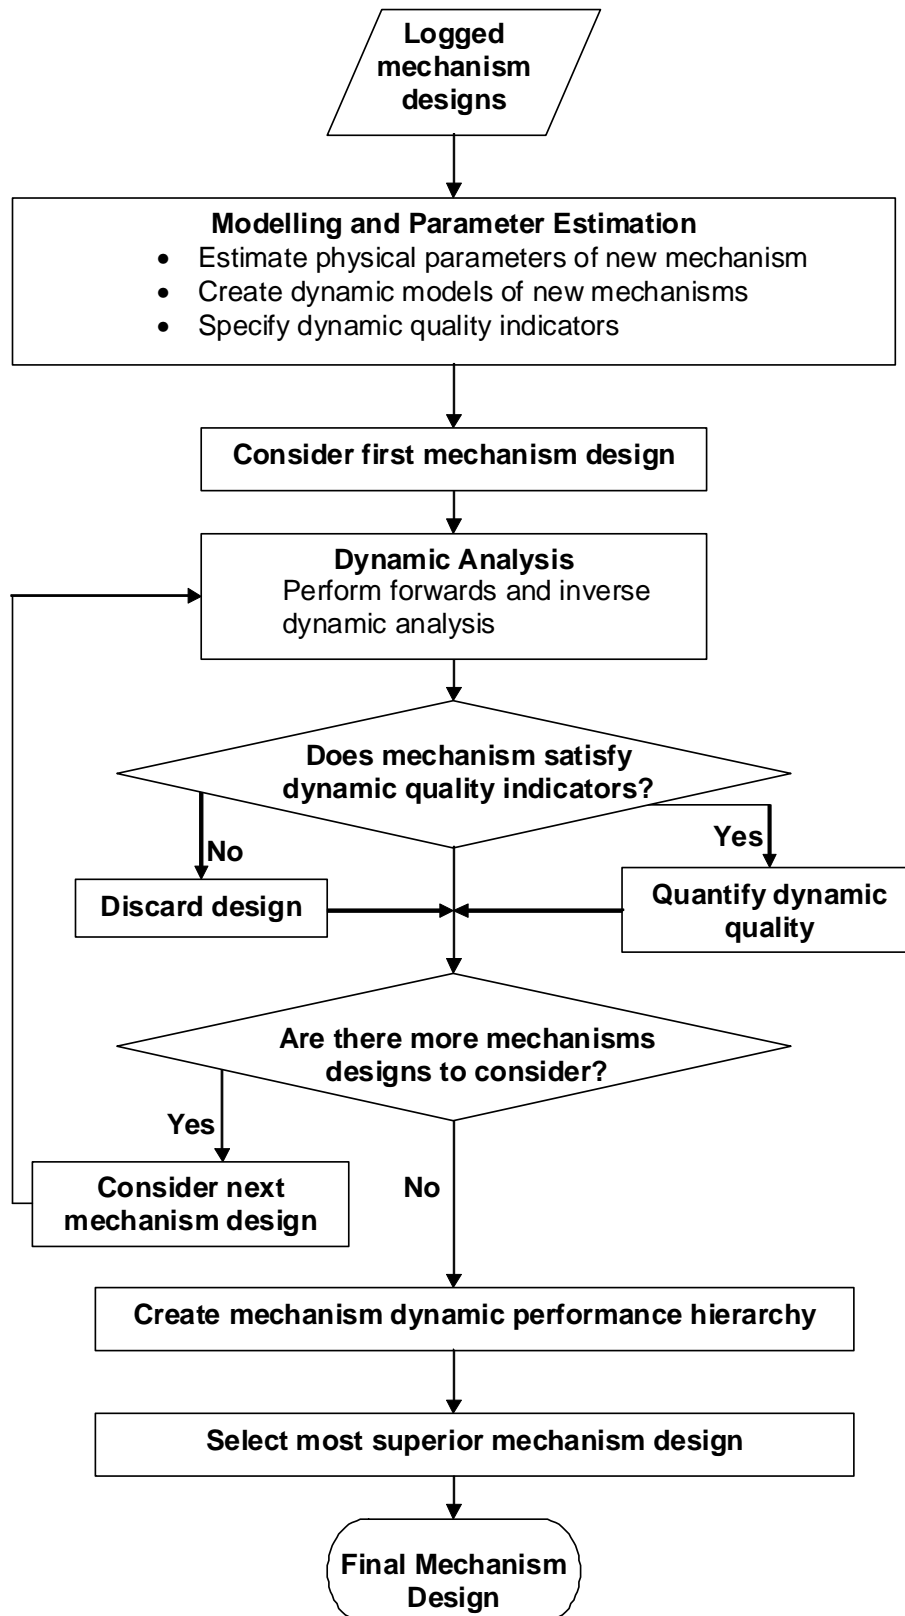 Logged
mechanism
designs
Modelling and Parameter Estimation
• Estimate physical parameters of new mechanism
• Create dynamic models of new mechanisms
• Specify dynamic quality indicators
Consider first mechanism design
Dynamic Analysis
Perform forwards and inverse
dynamic analysis
Does mechanism satisfy
dynamic quality indicators?
No
Yes
Discard design
Quantify dynamic
quality
Are there more mechanisms
designs to consider?
Yes
No
Consider next
mechanism design
Create mechanism dynamic performance hierarchy
Select most superior mechanism design
Final Mechanism
Design